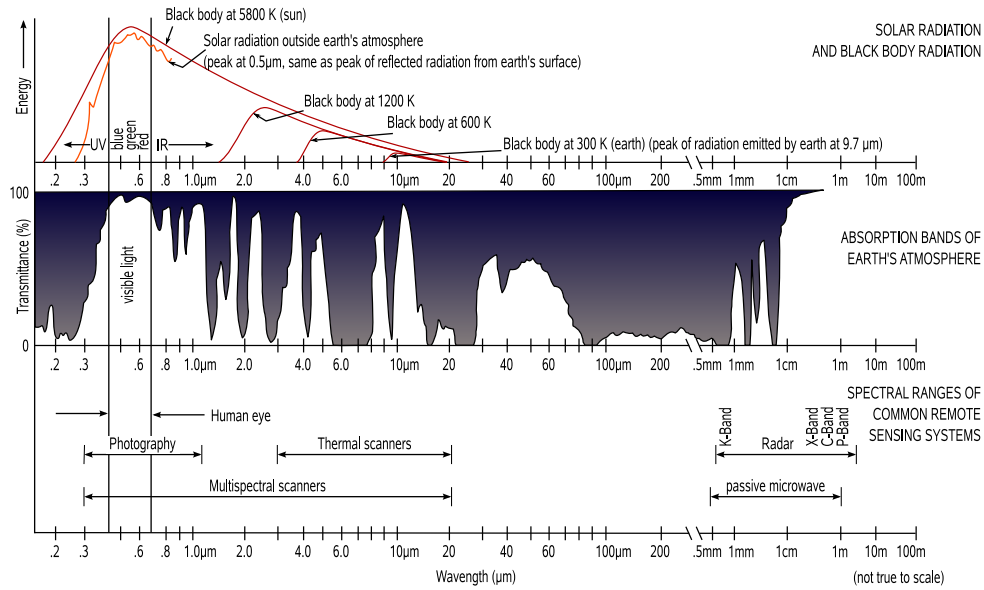 Black body at 5800 K (sun)
Solar radiation outside earth's atmosphere
(peak at 0.5µm, same as peak of reflected radiation from earth's surface)
SOLAR RADIATION
AND BLACK BODY RADIATION
Energy
Black body at 1200 K
Black body at 600 K
Black body at 300 K (earth) (peak of radiation emitted by earth at 9.7 µm)
UV
blue
green
red
IR
.2 .3 .6 1.0µm 2.0 4.0 6.0 10µm 20 40 60 100µm 200 .5mm 1mm 1cm 1m 10m 100m
100
Transmittance (%)
0
visible light
ABSORPTION BANDS OF
EARTH'S ATMOSPHERE
.2 .3 .6 1.0µm 2.0 4.0 6.0 10µm 20 40 60 100µm 200 .5mm 1mm 1cm 1m 10m 100m
SPECTRAL RANGES OF
COMMON REMOTE
SENSING SYSTEMS
Human eye
Photography
Thermal scanners
K-Band
Radar
X-Band
C-Band
P-Band
Multispectral scanners
passive microwave
.2 .3 .6 1.0µm 2.0 4.0 6.0 10µm 20 40 60 100µm 200 .5mm 1mm 1cm 1m 10m 100m
Wavength (µm)
(not true to scale)